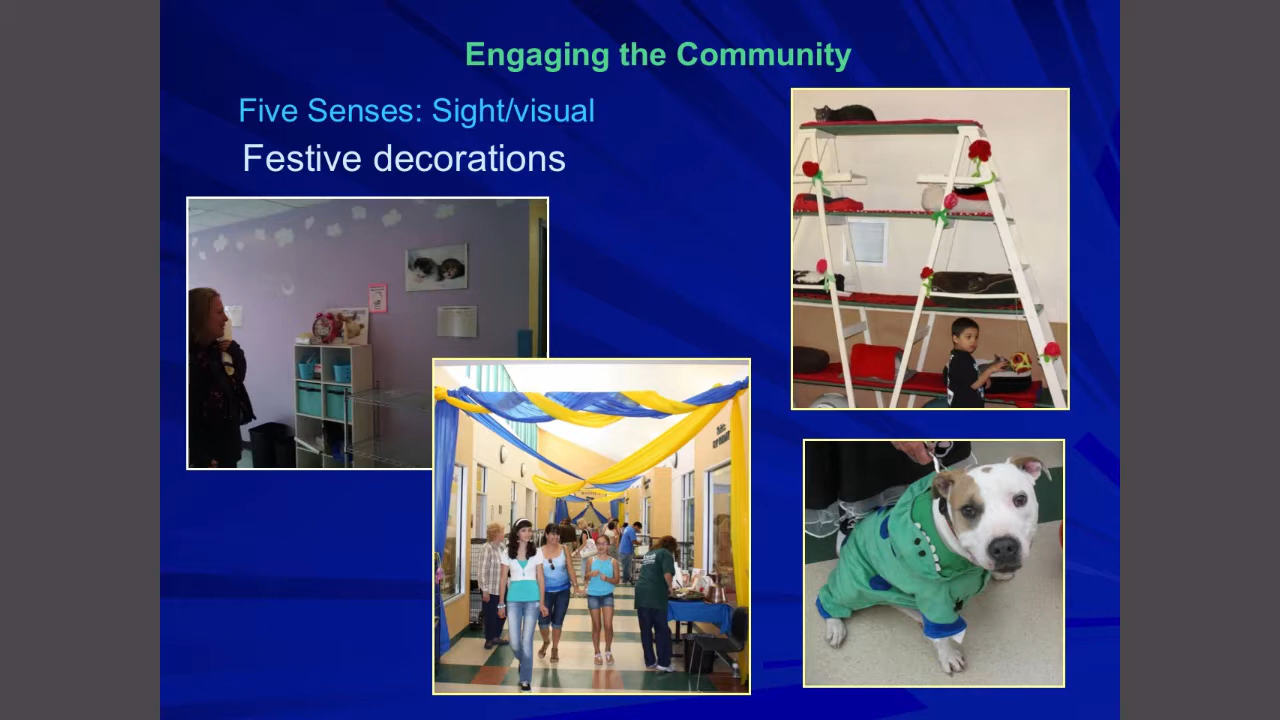 Engaging the Community
Five Senses: Sight/visual
Festive decorations